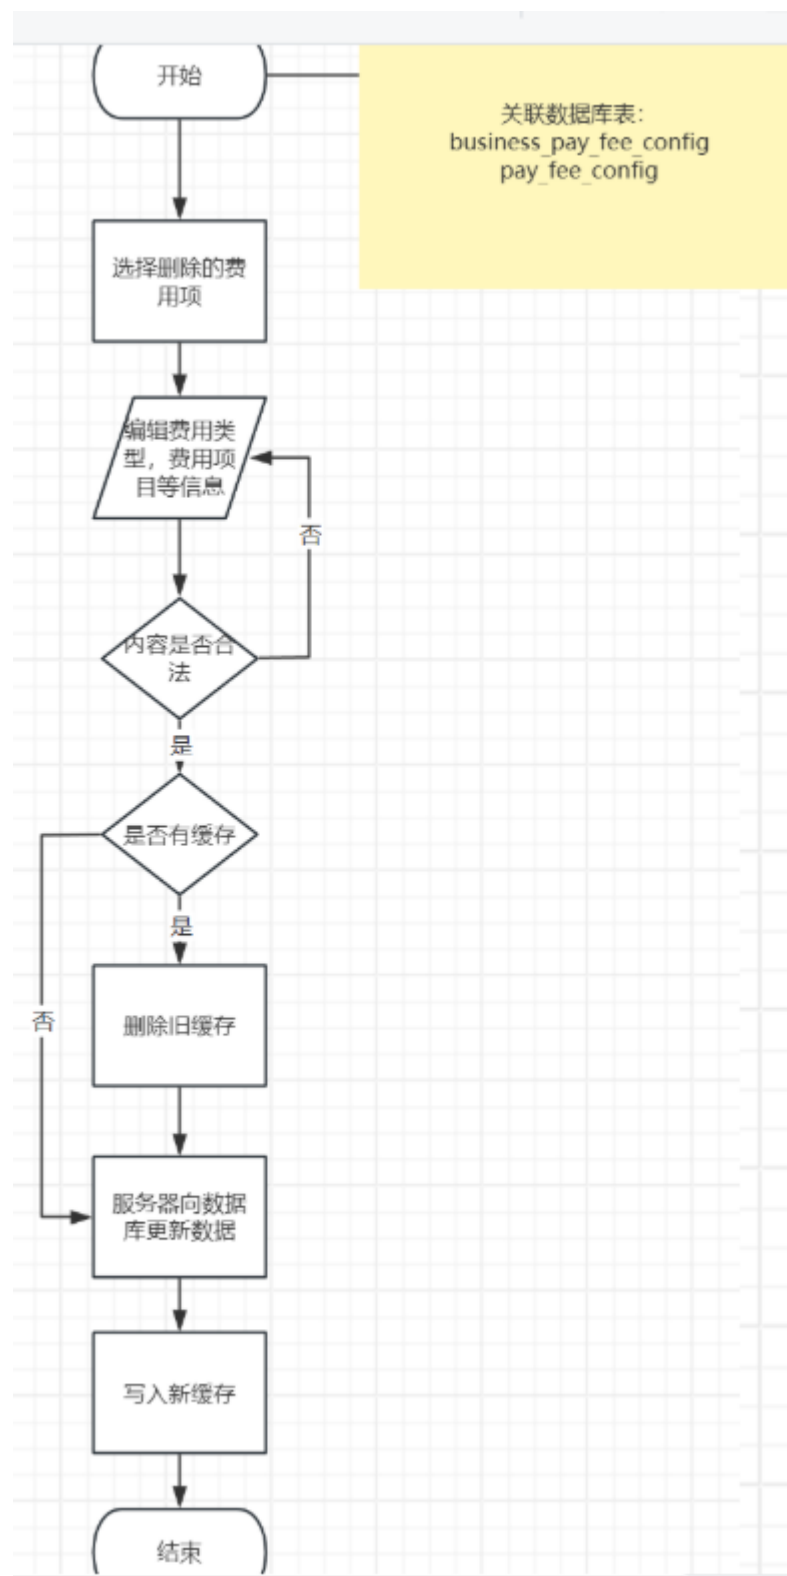 开始
关联数据库表：
business_pay_fee_config
pay_fee_config
选择删除的费
用项
编辑费用类
型，费用项
目等信息
否
内容是否合
法
是
是否有缓存
是
否
删除旧缓存
服务器向数据
库更新数据
写入新缓存
结束